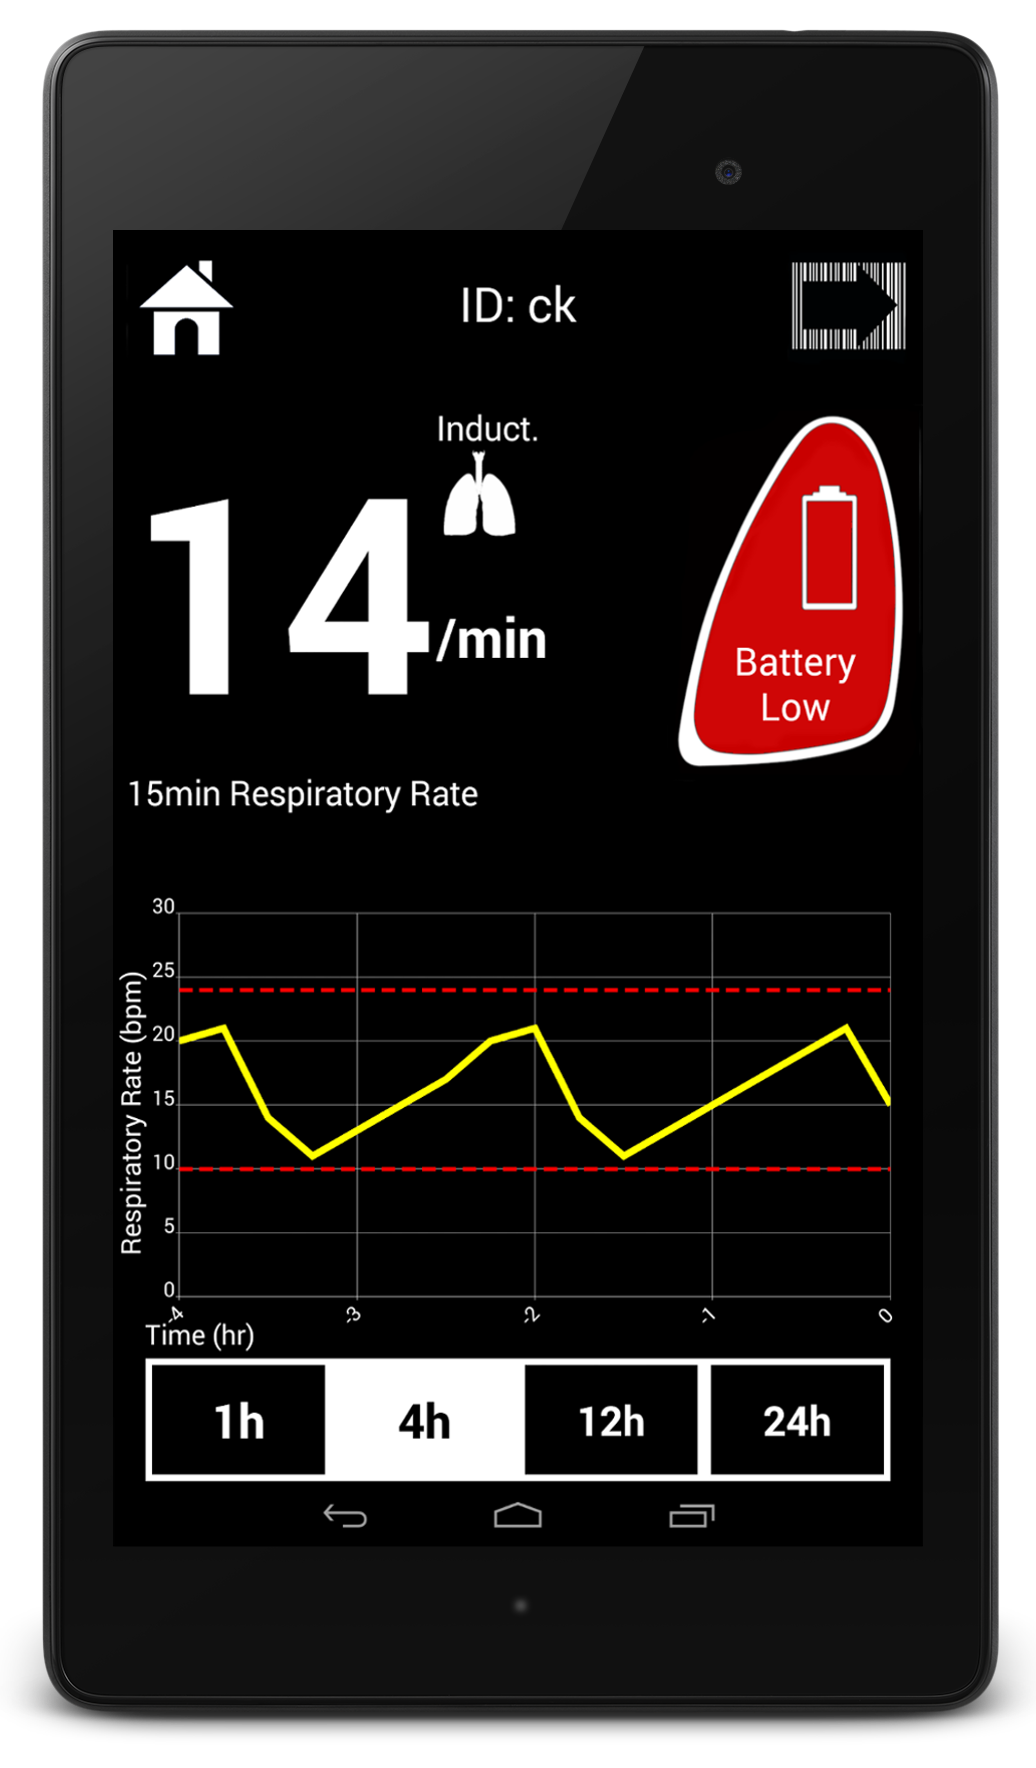 ID: ck
Induct.
14/min
Battery
Low
15min Respiratory Rate
Respiratory Rate (bpm)
30
25
20
15
10
5
0
-4
-3
-2
-1
0
Time (hr)
1h
4h
12h
24h